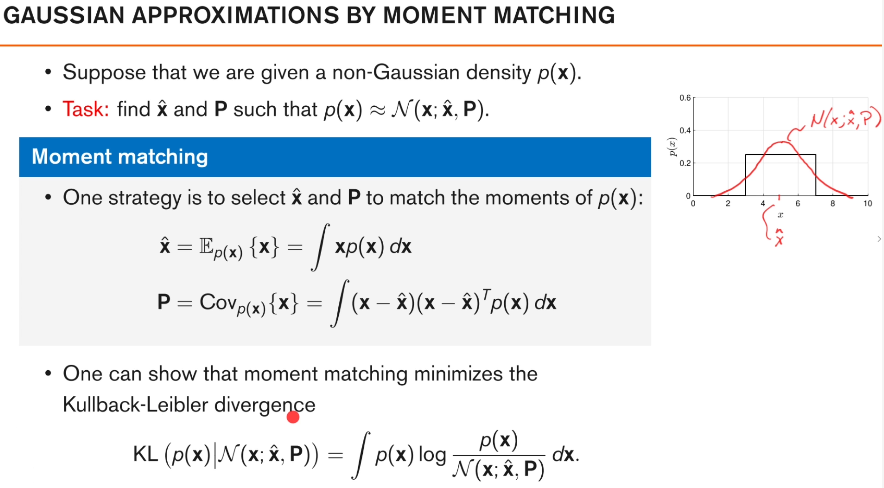 GAUSSIAN APPROXIMATIONS BY MOMENT MATCHING
• Suppose that we are given a non-Gaussian density p(x).
• Task: find x̂ and P such that p(x) ≈ 𝒩(x; x̂, P).
Moment matching
• One strategy is to select x̂ and P to match the moments of p(x):
x̂ = 𝔼p(x) {x} = ∫ xp(x) dx
P = Covp(x){x} = ∫(x − x̂)(x − x̂)ᵀp(x) dx
• One can show that moment matching minimizes the
Kullback-Leibler divergence
KL (p(x)|𝒩(x; x̂, P)) = ∫ p(x) log p(x) / 𝒩(x; x̂, P) dx.
N(x; x̂, P)
p(x)
0.6
0.4
0.2
0
0 2 4 6 8 10
x
x̂